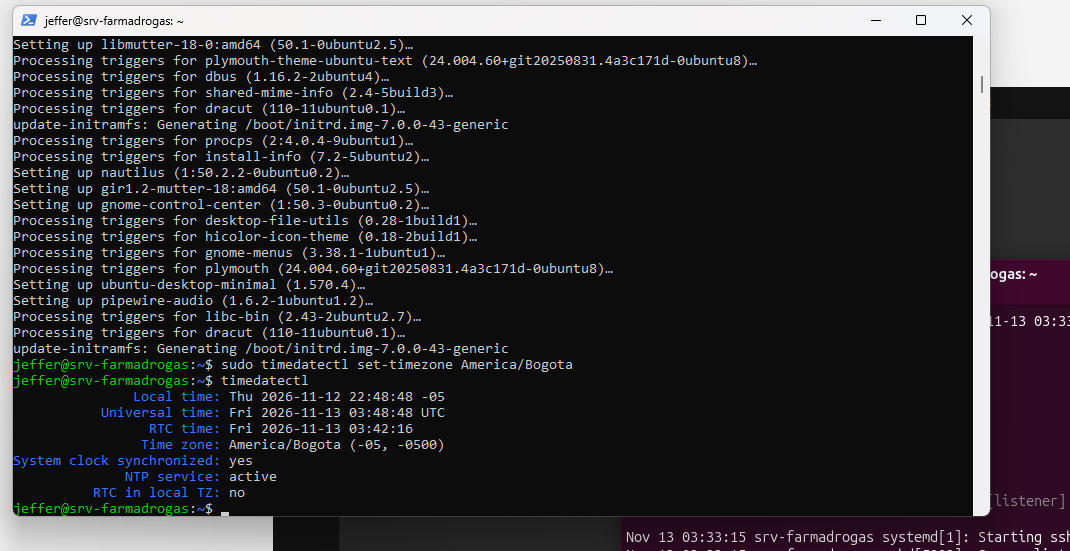 jeffer@srv-farmadrogas: ~
Setting up libmutter-18-0:amd64 (50.1-0ubuntu2.5)…
Processing triggers for plymouth-theme-ubuntu-text (24.004.60+git20250831.4a3c171d-0ubuntu8)…
Processing triggers for dbus (1.16.2-2ubuntu4)…
Processing triggers for shared-mime-info (2.4-5build3)…
Processing triggers for dracut (110-11ubuntu0.1)…
update-initramfs: Generating /boot/initrd.img-7.0.0-43-generic
Processing triggers for procps (2:4.0.4-9ubuntu1)…
Processing triggers for install-info (7.2-5ubuntu2)…
Setting up nautilus (1:50.2.2-0ubuntu0.2)…
Setting up gir1.2-mutter-18:amd64 (50.1-0ubuntu2.5)…
Setting up gnome-control-center (1:50.3-0ubuntu0.2)…
Processing triggers for desktop-file-utils (0.28-1build1)…
Processing triggers for hicolor-icon-theme (0.18-2build1)…
Processing triggers for gnome-menus (3.38.1-1ubuntu1)…
Processing triggers for plymouth (24.004.60+git20250831.4a3c171d-0ubuntu8)…
Setting up ubuntu-desktop-minimal (1.570.4)…
Setting up pipewire-audio (1.6.2-1ubuntu1.2)…
Processing triggers for libc-bin (2.43-2ubuntu2.7)…
Processing triggers for dracut (110-11ubuntu0.1)…
update-initramfs: Generating /boot/initrd.img-7.0.0-43-generic
jeffer@srv-farmadrogas:~$ sudo timedatectl set-timezone America/Bogota
jeffer@srv-farmadrogas:~$ timedatectl
Local time: Thu 2026-11-12 22:48:48 -05
Universal time: Fri 2026-11-13 03:48:48 UTC
RTC time: Fri 2026-11-13 03:42:16
Time zone: America/Bogota (-05, -0500)
System clock synchronized: yes
NTP service: active
RTC in local TZ: no
jeffer@srv-farmadrogas:~$
ogas: ~
11-13 03:33
[listener]
Nov 13 03:33:15 srv-farmadrogas systemd[1]: Starting ssh